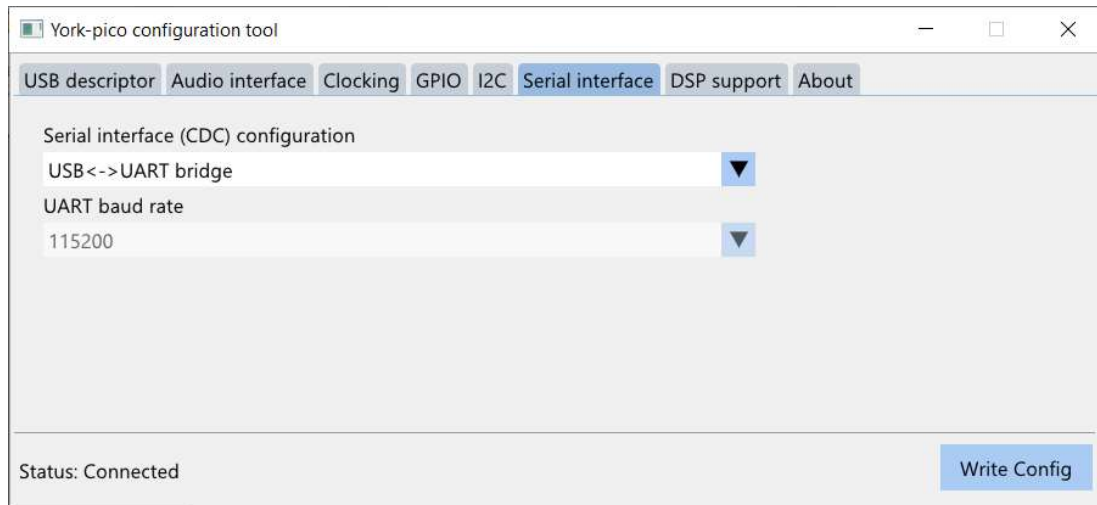 York-pico configuration tool
USB descriptor Audio interface Clocking GPIO I2C Serial interface DSP support About
Serial interface (CDC) configuration
USB<->UART bridge
UART baud rate
115200
Status: Connected
Write Config